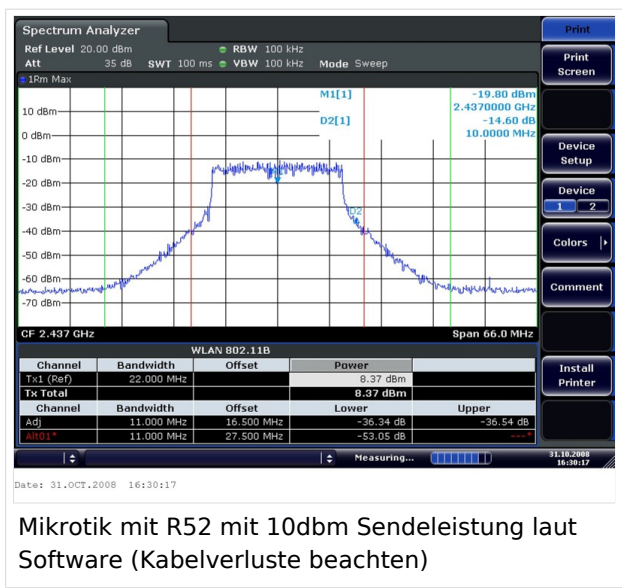 Spectrum Analyzer
Ref Level 20.00 dBm RBW 100 kHz
Att 35 dB SWT 100 ms VBW 100 kHz Mode Sweep
1Rm Max
M1[1] -19.80 dBm
2.4370000 GHz
D2[1] -14.60 dB
10.0000 MHz
10 dBm
0 dBm
-10 dBm
-20 dBm
-30 dBm
D2
-40 dBm
-50 dBm
-60 dBm
-70 dBm
CF 2.437 GHz Span 66.0 MHz
WLAN 802.11B
Channel Bandwidth Offset Power
Tx1 (Ref) 22.000 MHz 8.37 dBm
Tx Total 8.37 dBm
Channel Bandwidth Offset Lower Upper
Adj 11.000 MHz 16.500 MHz -36.34 dB -36.54 dB
Alt01* 11.000 MHz 27.500 MHz -53.05 dB ---*
Measuring... 31.10.2008
16:30:17
Print
Print
Screen
Device
Setup
Device
1 2
Colors
Comment
Install
Printer
Date: 31.OCT.2008 16:30:17
Mikrotik mit R52 mit 10dbm Sendeleistung laut
Software (Kabelverluste beachten)